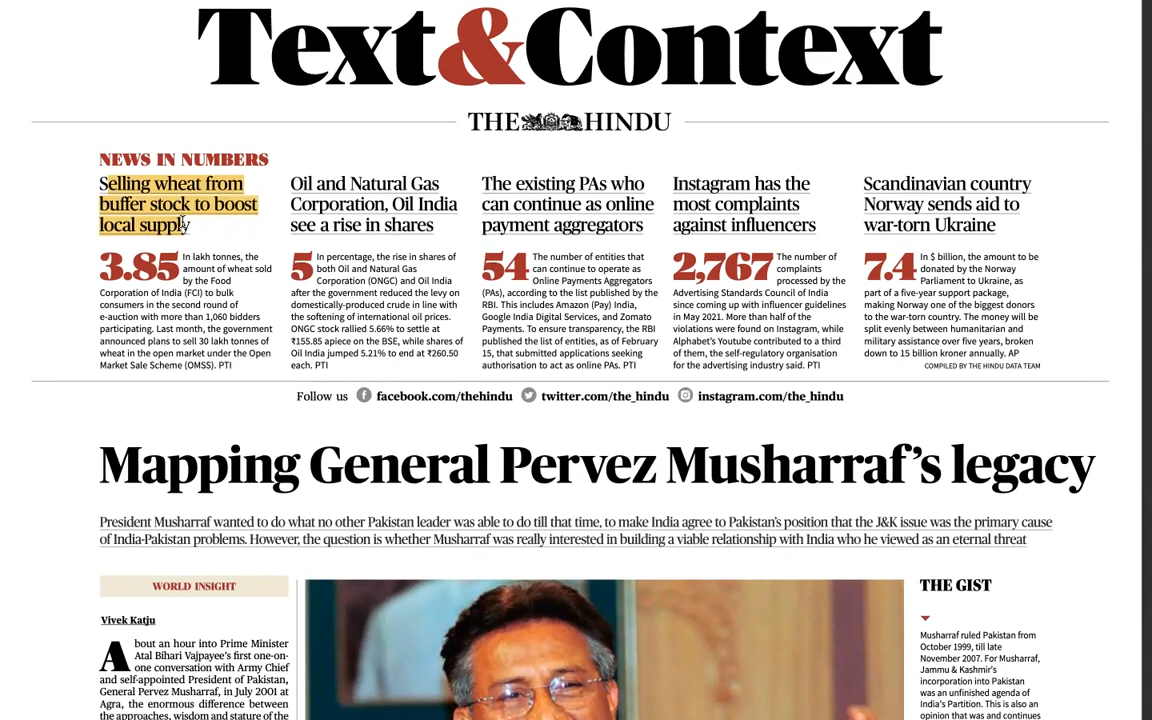 Text&Context
THE HINDU
NEWS IN NUMBERS
Selling wheat from
buffer stock to boost
local supply
3.85 In lakh tonnes, the
amount of wheat sold
by the Food
Corporation of India (FCI) to bulk
consumers in the second round of
e-auction with more than 1,060 bidders
participating. Last month, the government
announced plans to sell 30 lakh tonnes of
wheat in the open market under the Open
Market Sale Scheme (OMSS). PTI
Oil and Natural Gas
Corporation, Oil India
see a rise in shares
5 In percentage, the rise in shares of
both Oil and Natural Gas
Corporation (ONGC) and Oil India
after the government reduced the levy on
domestically-produced crude in line with
the softening of international oil prices.
ONGC stock rallied 5.66% to settle at
₹155.85 apiece on the BSE, while shares of
Oil India jumped 5.21% to end at ₹260.50
each. PTI
The existing PAs who
can continue as online
payment aggregators
54 The number of entities that
can continue to operate as
Online Payments Aggregators
(PAs), according to the list published by the
RBI. This includes Amazon (Pay) India,
Google India Digital Services, and Zomato
Payments. To ensure transparency, the RBI
published the list of entities, as of February
15, that submitted applications seeking
authorisation to act as online PAs. PTI
Instagram has the
most complaints
against influencers
2,767 The number of
complaints
processed by the
Advertising Standards Council of India
since coming up with influencer guidelines
in May 2021. More than half of the
violations were found on Instagram, while
Alphabet's Youtube contributed to a third
of them, the self-regulatory organisation
for the advertising industry said. PTI
Scandinavian country
Norway sends aid to
war-torn Ukraine
7.4 In $ billion, the amount to be
donated by the Norway
Parliament to Ukraine, as
part of a five-year support package,
making Norway one of the biggest donors
to the war-torn country. The money will be
split evenly between humanitarian and
military assistance over five years, broken
down to 15 billion kroner annually. AP
COMPILED BY THE HINDU DATA TEAM
Follow us facebook.com/thehindu twitter.com/the_hindu instagram.com/the_hindu
Mapping General Pervez Musharraf's legacy
President Musharraf wanted to do what no other Pakistan leader was able to do till that time, to make India agree to Pakistan's position that the J&K issue was the primary cause
of India-Pakistan problems. However, the question is whether Musharraf was really interested in building a viable relationship with India who he viewed as an eternal threat
WORLD INSIGHT
Vivek Katju
About an hour into Prime Minister
Atal Bihari Vajpayee's first one-on-
one conversation with Army Chief
and self-appointed President of Pakistan,
General Pervez Musharraf, in July 2001 at
Agra, the enormous difference between
the approaches, wisdom and stature of the
THE GIST
Musharraf ruled Pakistan from
October 1999, till late
November 2007. For Musharraf,
Jammu & Kashmir's
incorporation into Pakistan
was an unfinished agenda of
India's Partition. This is also an
opinion that was and continues